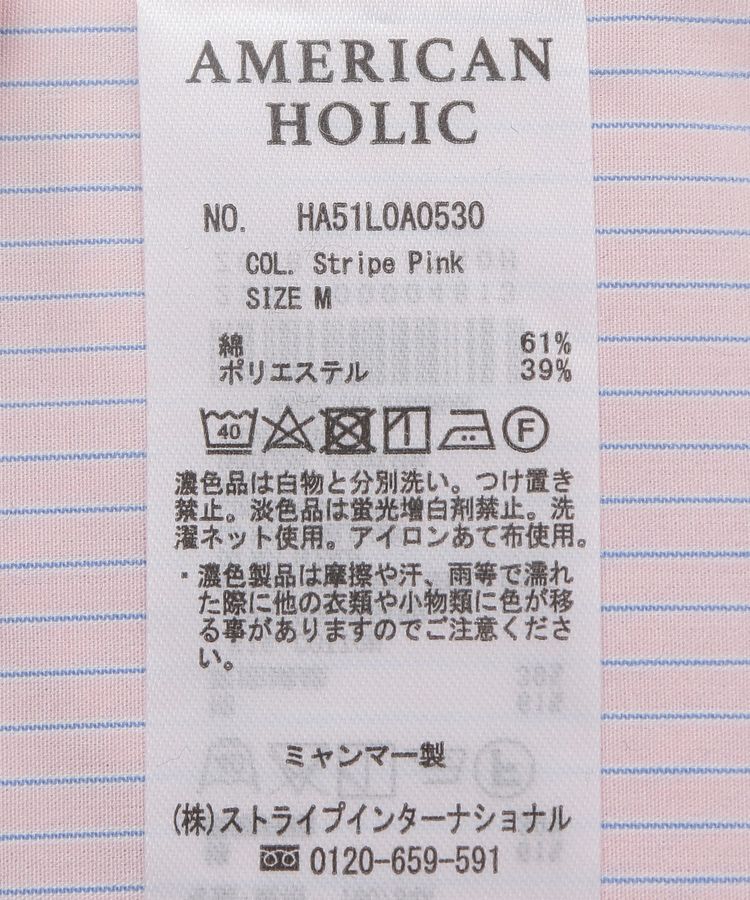 AMERICAN
HOLIC
NO. HA51L0A0530
COL. Stripe Pink
SIZE M
綿 61%
ポリエステル 39%
40 F
濃色品は白物と分別洗い。つけ置き
禁止。淡色品は蛍光増白剤禁止。洗
濯ネット使用。アイロンあて布使用。
・濃色製品は摩擦や汗、雨等で濡れ
た際に他の衣類や小物類に色が移
る事がありますのでご注意くださ
い。
ミャンマー製
(株)ストライプインターナショナル
0120-659-591